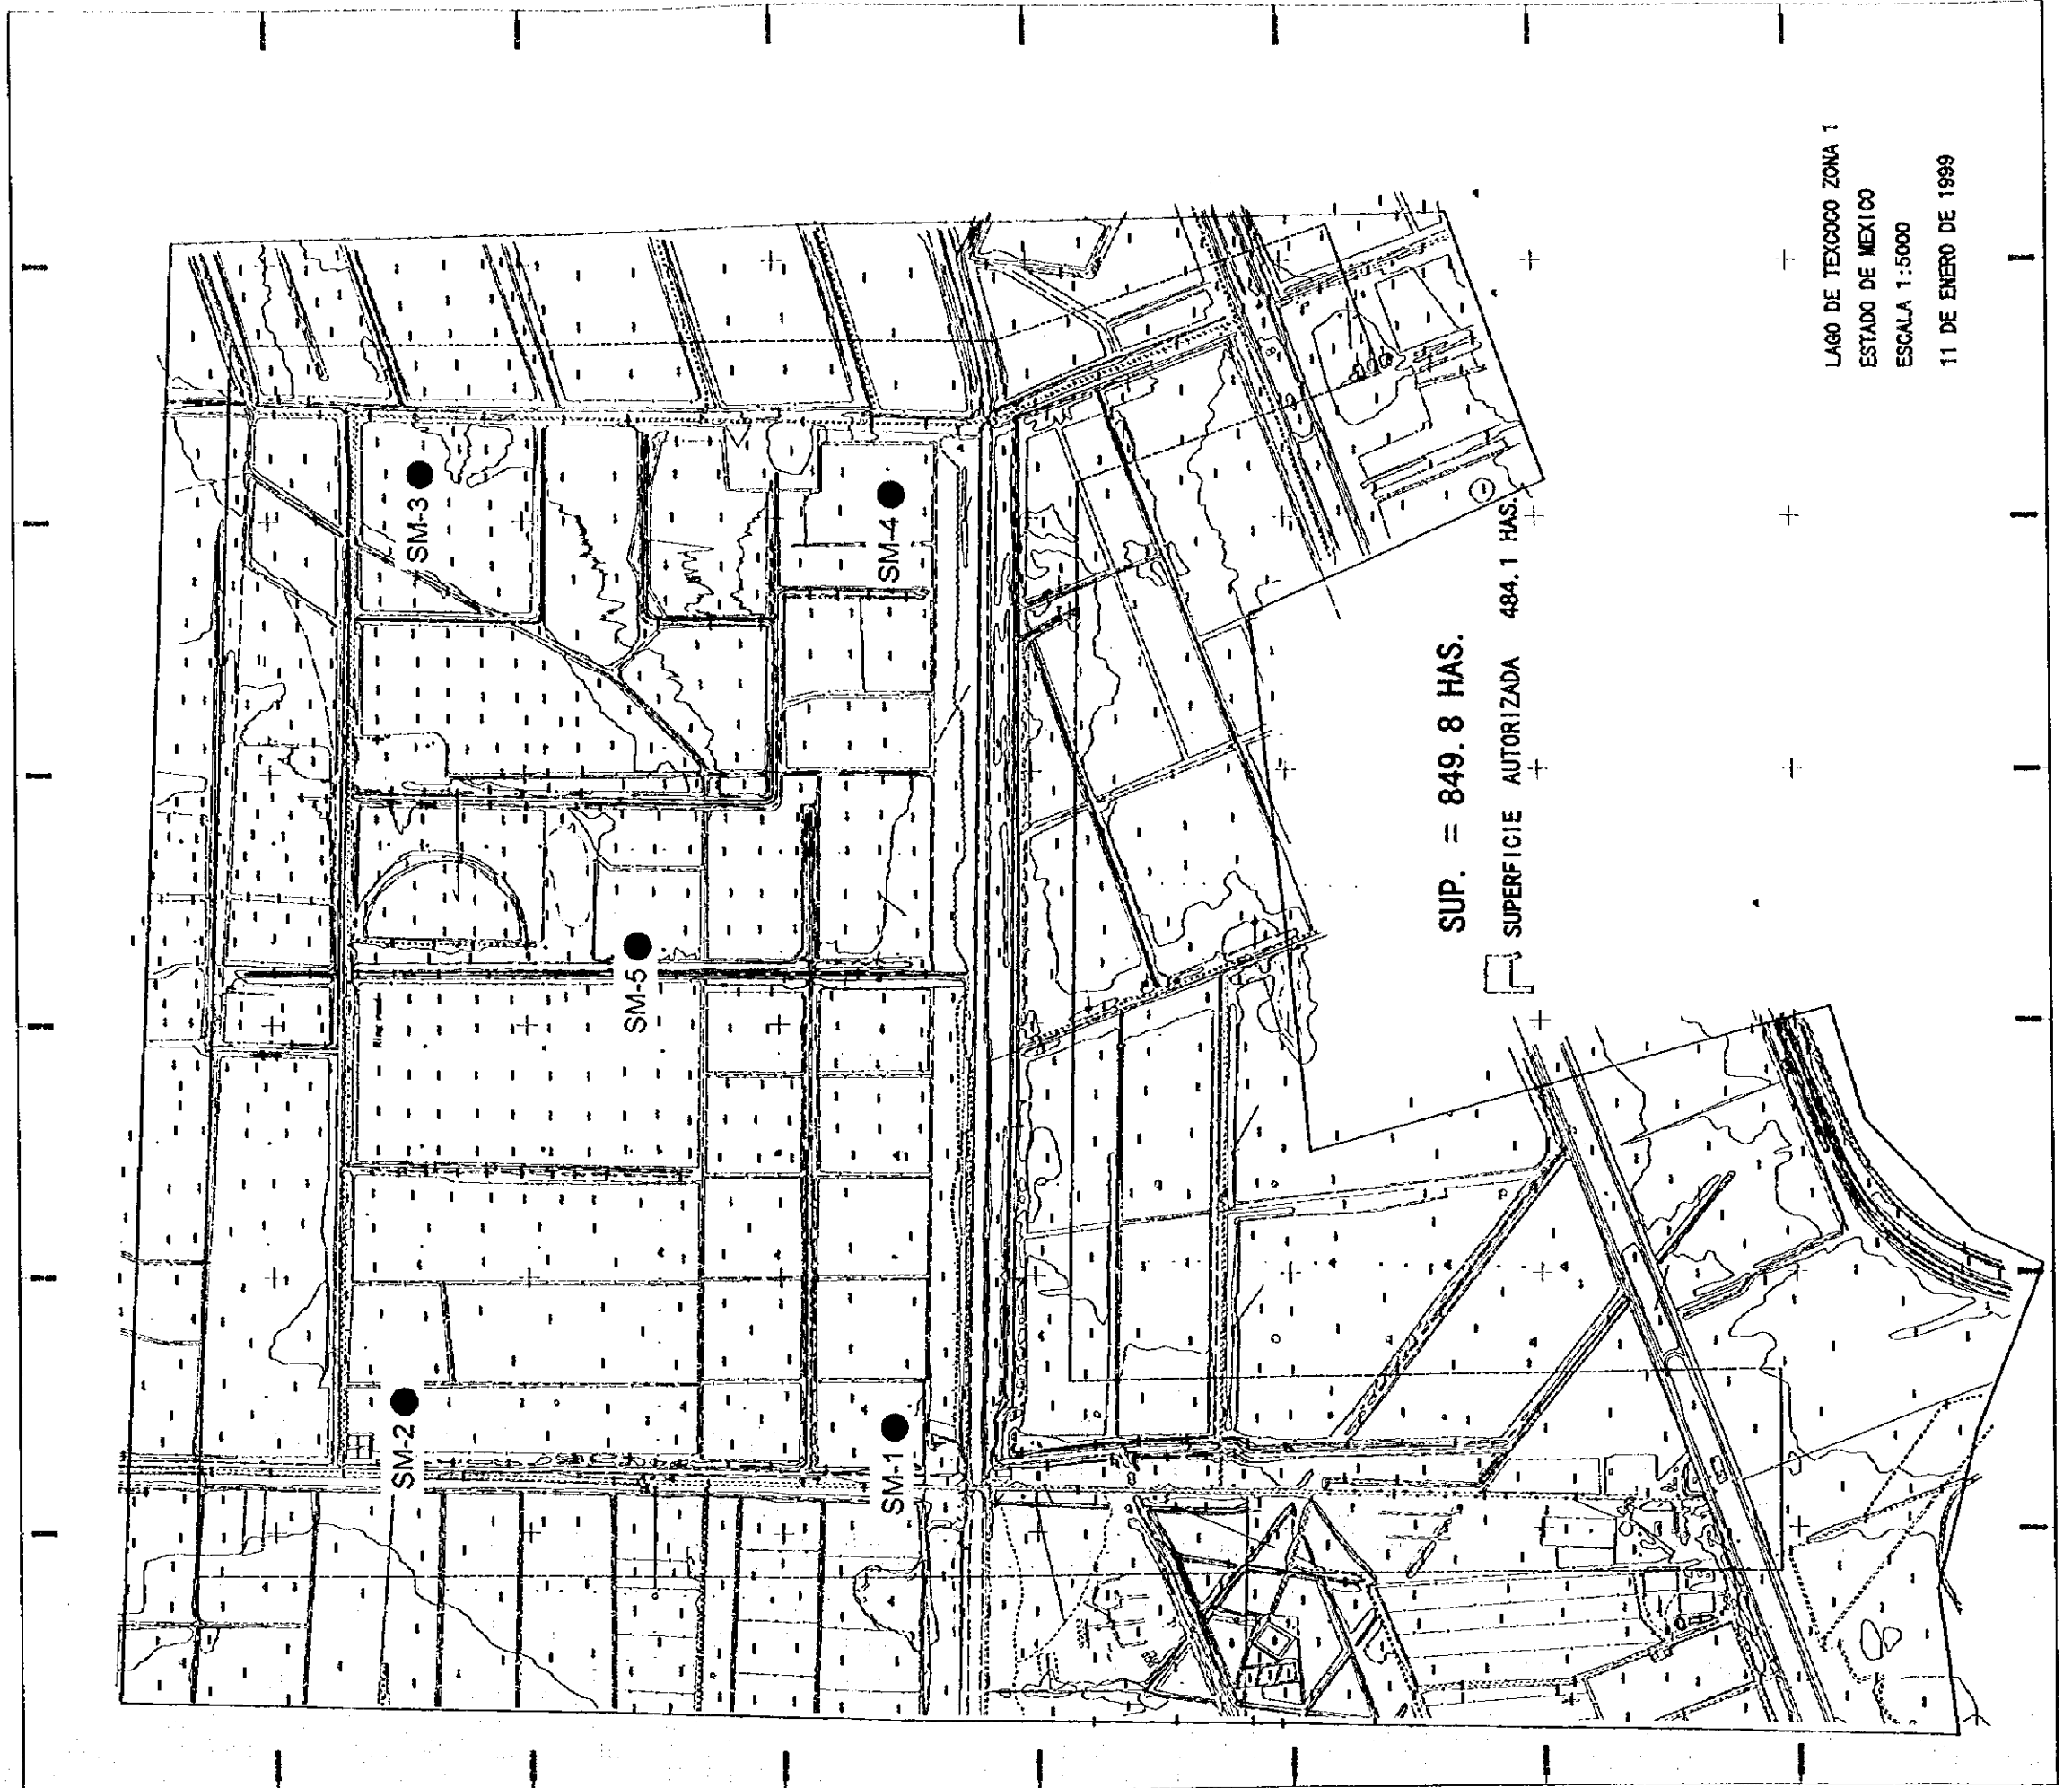 LAGO DE TEXCOCO ZONA 1
ESTADO DE MEXICO
ESCALA 1:5000
11 DE ENERO DE 1999
SM-3
SM-4
SM-5
SM-2
SM-1
SUP. = 849.8 HAS.
SUPERFICIE AUTORIZADA 484.1 HAS.